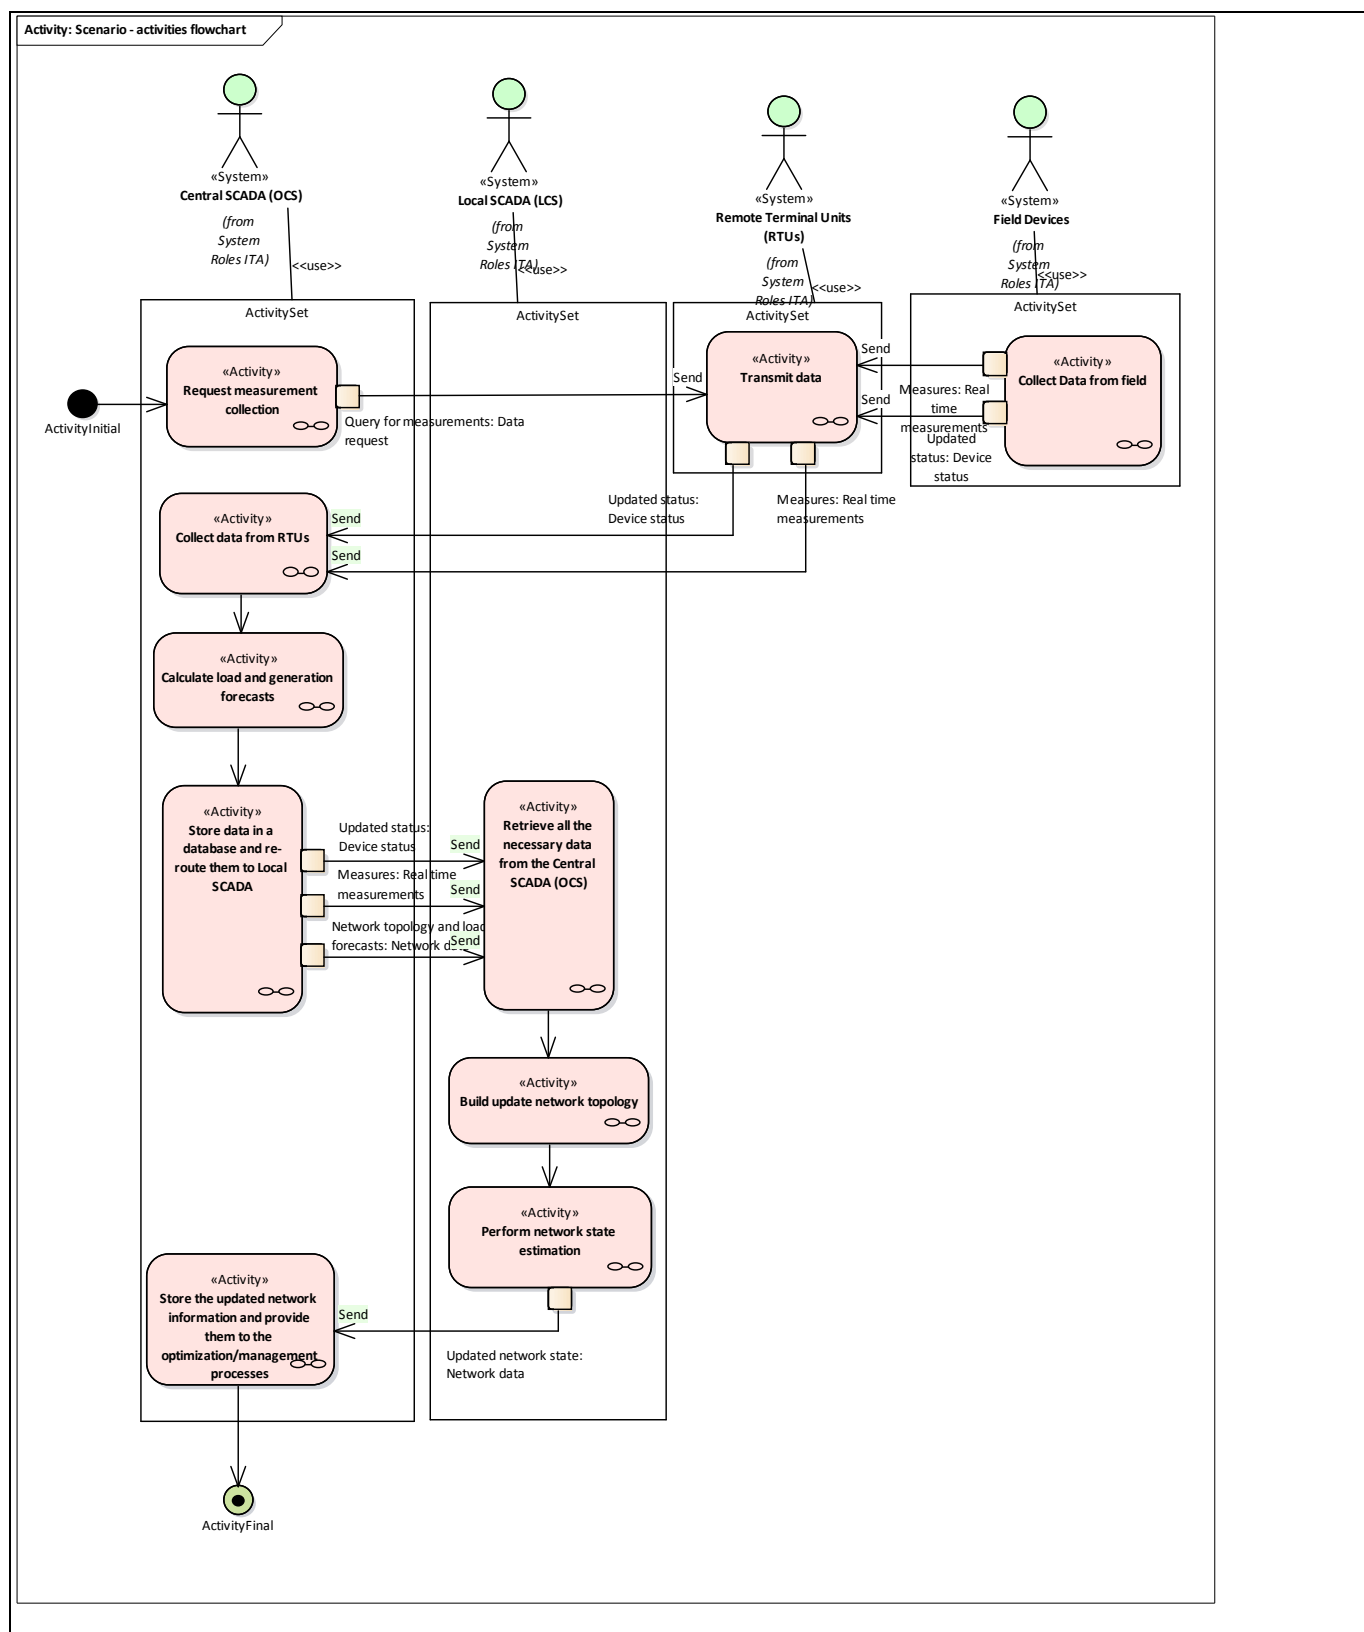 Activity: Scenario - activities flowchart
«System»
Central SCADA (OCS)
(from
System
Roles ITA)
<<use>>
«System»
Local SCADA (LCS)
(from
System
Roles ITA)
<<use>>
«System»
Remote Terminal Units
(RTUs)
(from
System
Roles ITA)
<<use>>
«System»
Field Devices
(from
System
Roles ITA)
<<use>>
ActivitySet
ActivitySet
ActivitySet
ActivitySet
ActivityInitial
«Activity»
Request measurement
collection
Query for measurements: Data
request
Send
«Activity»
Transmit data
Send
Measures: Real
time
measurements
Send
Updated
status: Device
status
«Activity»
Collect Data from field
Updated status:
Device status
Measures: Real time
measurements
«Activity»
Collect data from RTUs
Send
Send
«Activity»
Calculate load and generation
forecasts
«Activity»
Store data in a
database and re-
route them to Local
SCADA
Updated status:
Device status
Send
Measures: Real time
measurements
Send
Network topology and load
forecasts: Network
Send
«Activity»
Retrieve all the
necessary data
from the Central
SCADA (OCS)
«Activity»
Build update network topology
«Activity»
Perform network state
estimation
«Activity»
Store the updated network
information and provide
them to the
optimization/management
processes
Send
Updated network state:
Network data
ActivityFinal